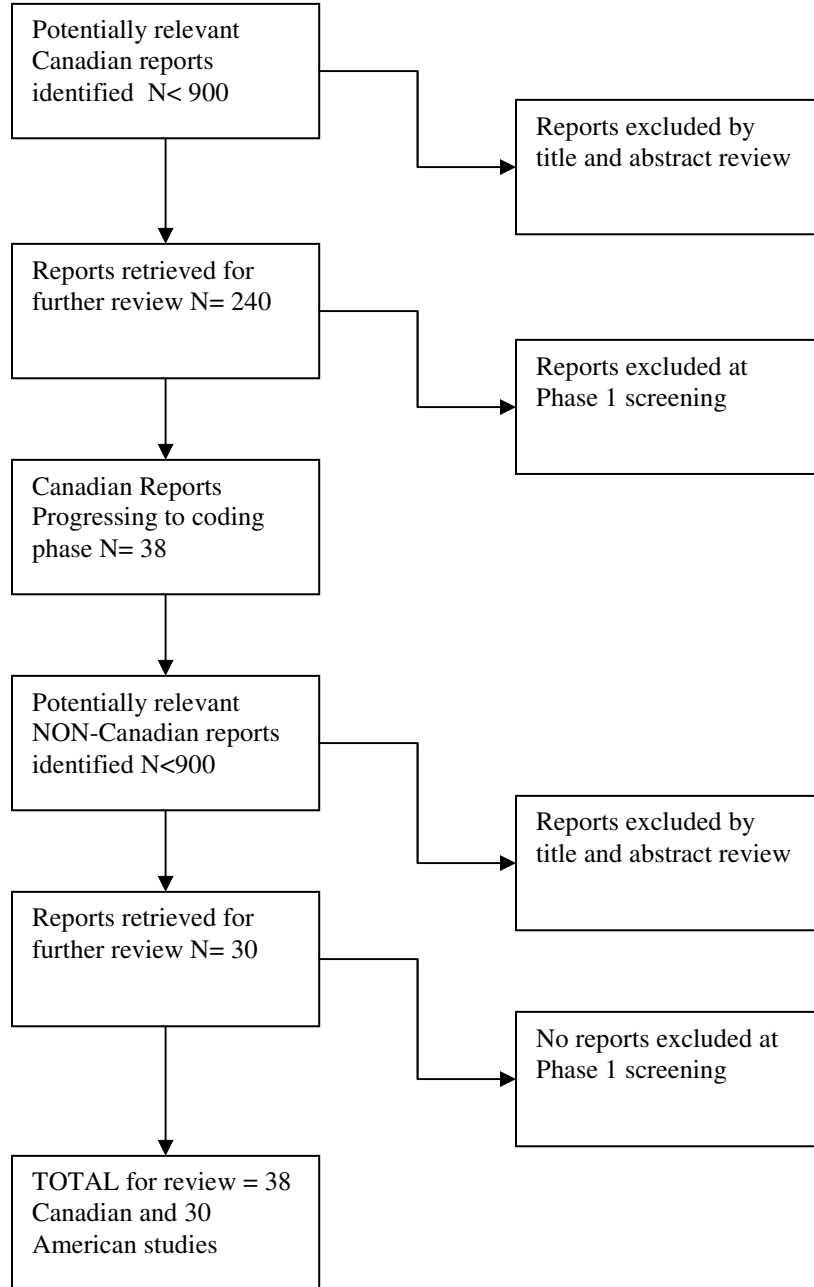 Potentially relevant
Canadian reports
identified N< 900
Reports excluded by
title and abstract review
Reports retrieved for
further review N= 240
Reports excluded at
Phase 1 screening
Canadian Reports
Progressing to coding
phase N= 38
Potentially relevant
NON-Canadian reports
identified N<900
Reports excluded by
title and abstract review
Reports retrieved for
further review N= 30
No reports excluded at
Phase 1 screening
TOTAL for review = 38
Canadian and 30
American studies